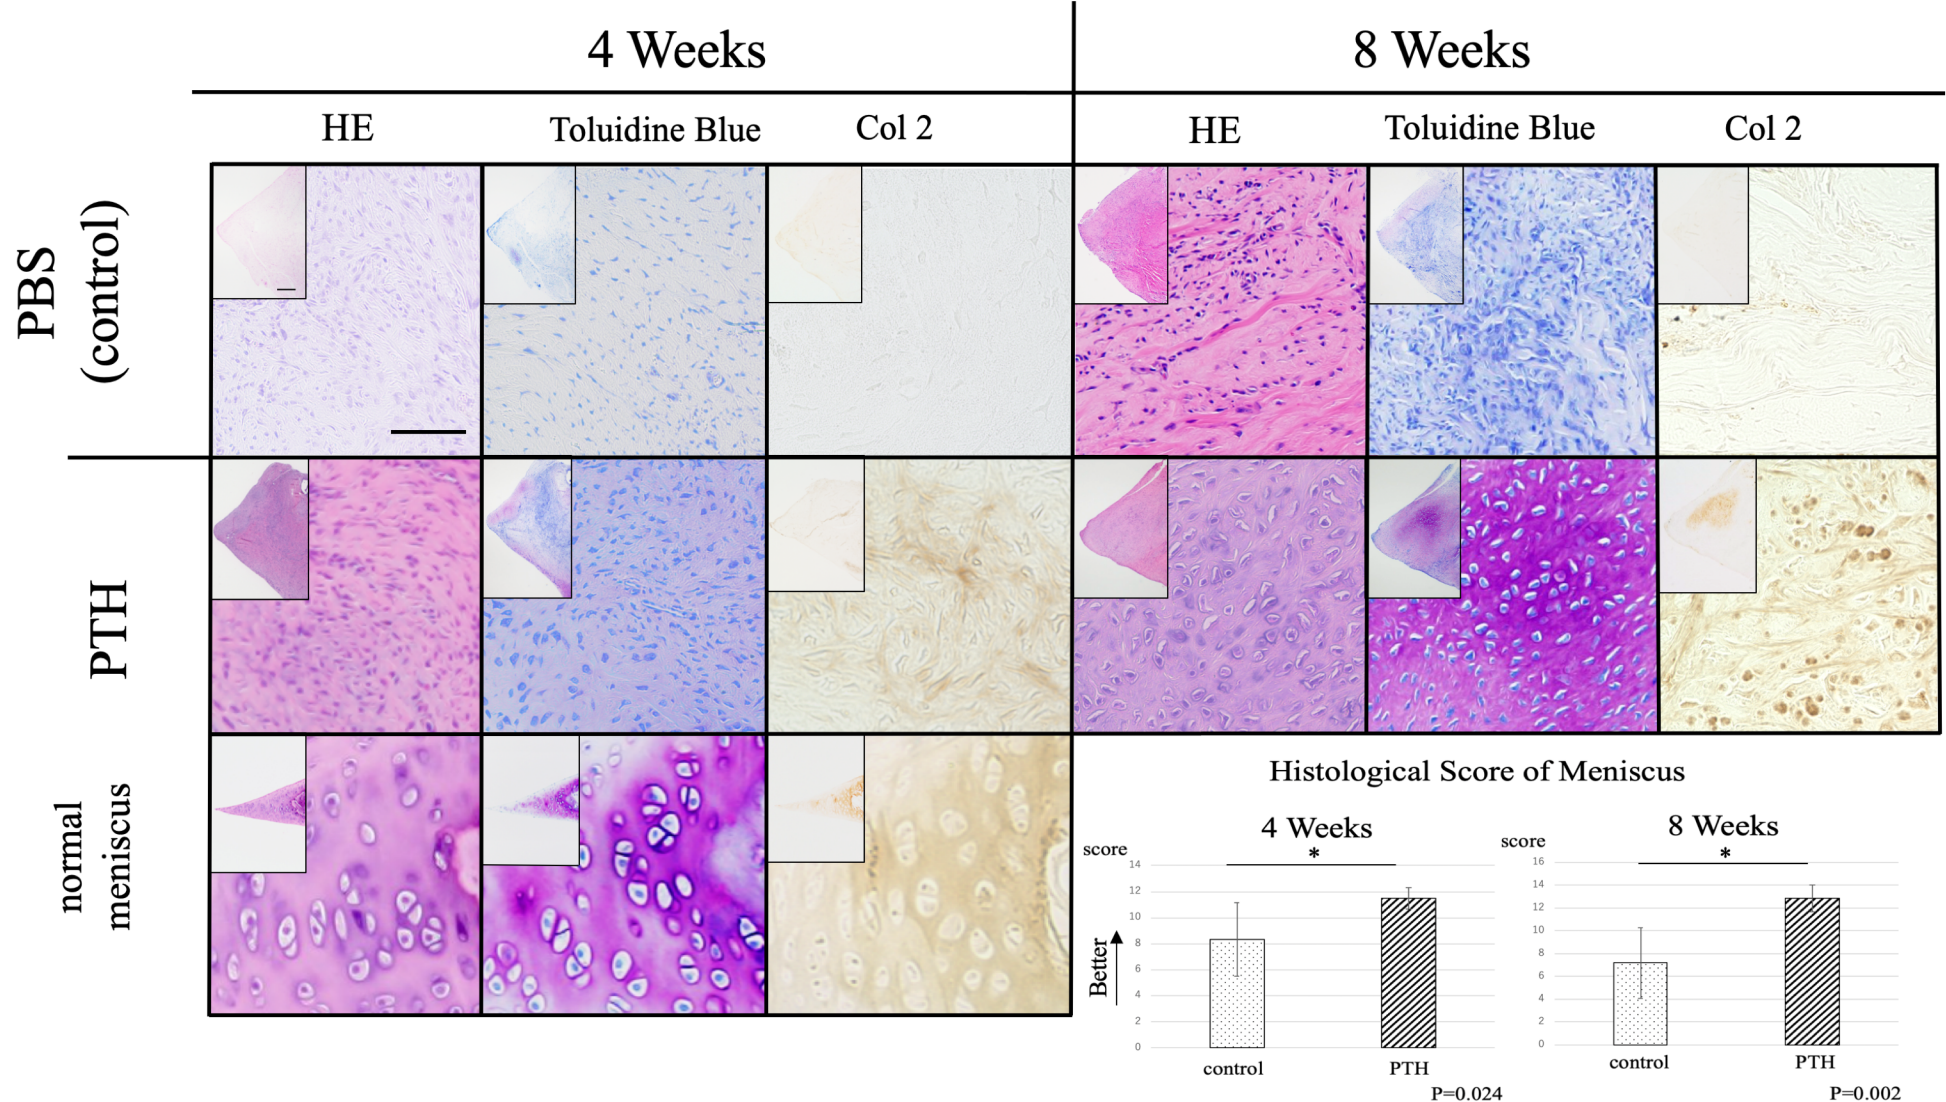 4 Weeks
8 Weeks
HE
Toluidine Blue
Col 2
HE
Toluidine Blue
Col 2
PBS
(control)
PTH
normal
meniscus
Histological Score of Meniscus
4 Weeks
score
*
14
12
10
8
6
4
2
0
Better
control
PTH
P=0.024
8 Weeks
score
*
16
14
12
10
8
6
4
2
0
control
PTH
P=0.002